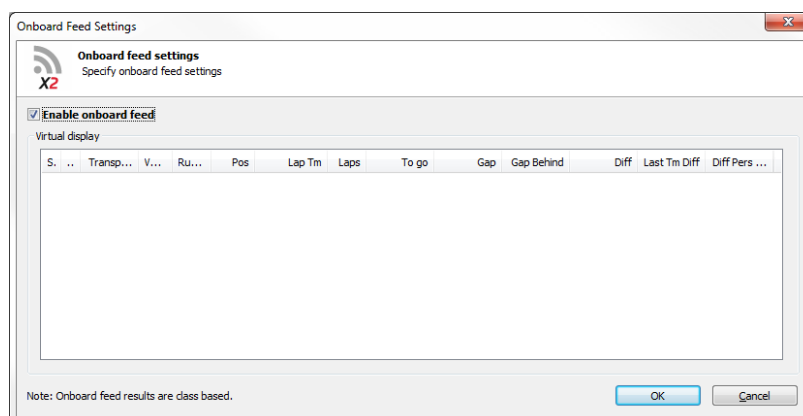 Onboard Feed Settings
X2
Onboard feed settings
Specify onboard feed settings
Enable onboard feed
Virtual display
S. .. Transp... V... Ru... Pos Lap Tm Laps To go Gap Gap Behind Diff Last Tm Diff Diff Pers ...
Note: Onboard feed results are class based.
OK Cancel